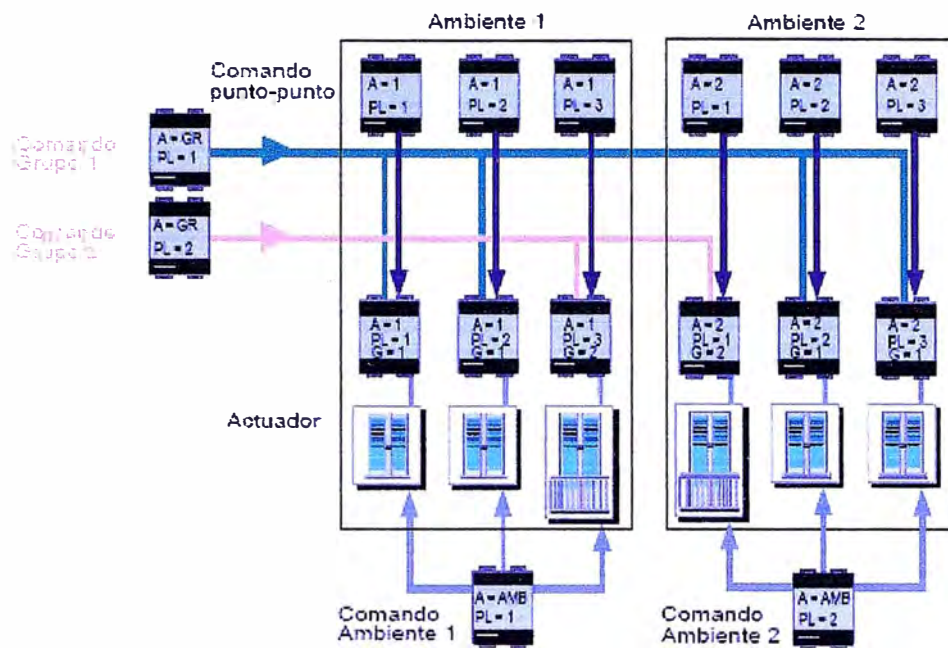 Ambiente 1
Ambiente 2
Comando
punto-punto
A = 1
PL = 1
A = 1
PL = 2
A = 1
PL = 3
A = 2
PL = 1
A = 2
PL = 2
A = 2
PL = 3
Comando
Grupo 1
A = GR
PL = 1
Comando
A = GR
PL = 2
A = 1
PL = 1
G = 1
A = 1
PL = 2
G = 1
A = 1
PL = 3
G = 2
A = 2
PL = 1
G = 2
A = 2
PL = 2
G = 1
A = 2
PL = 3
G = 1
Actuador
Comando
Ambiente 1
A = AMB
PL = 1
Comando
Ambiente 2
A = AMB
PL = 2